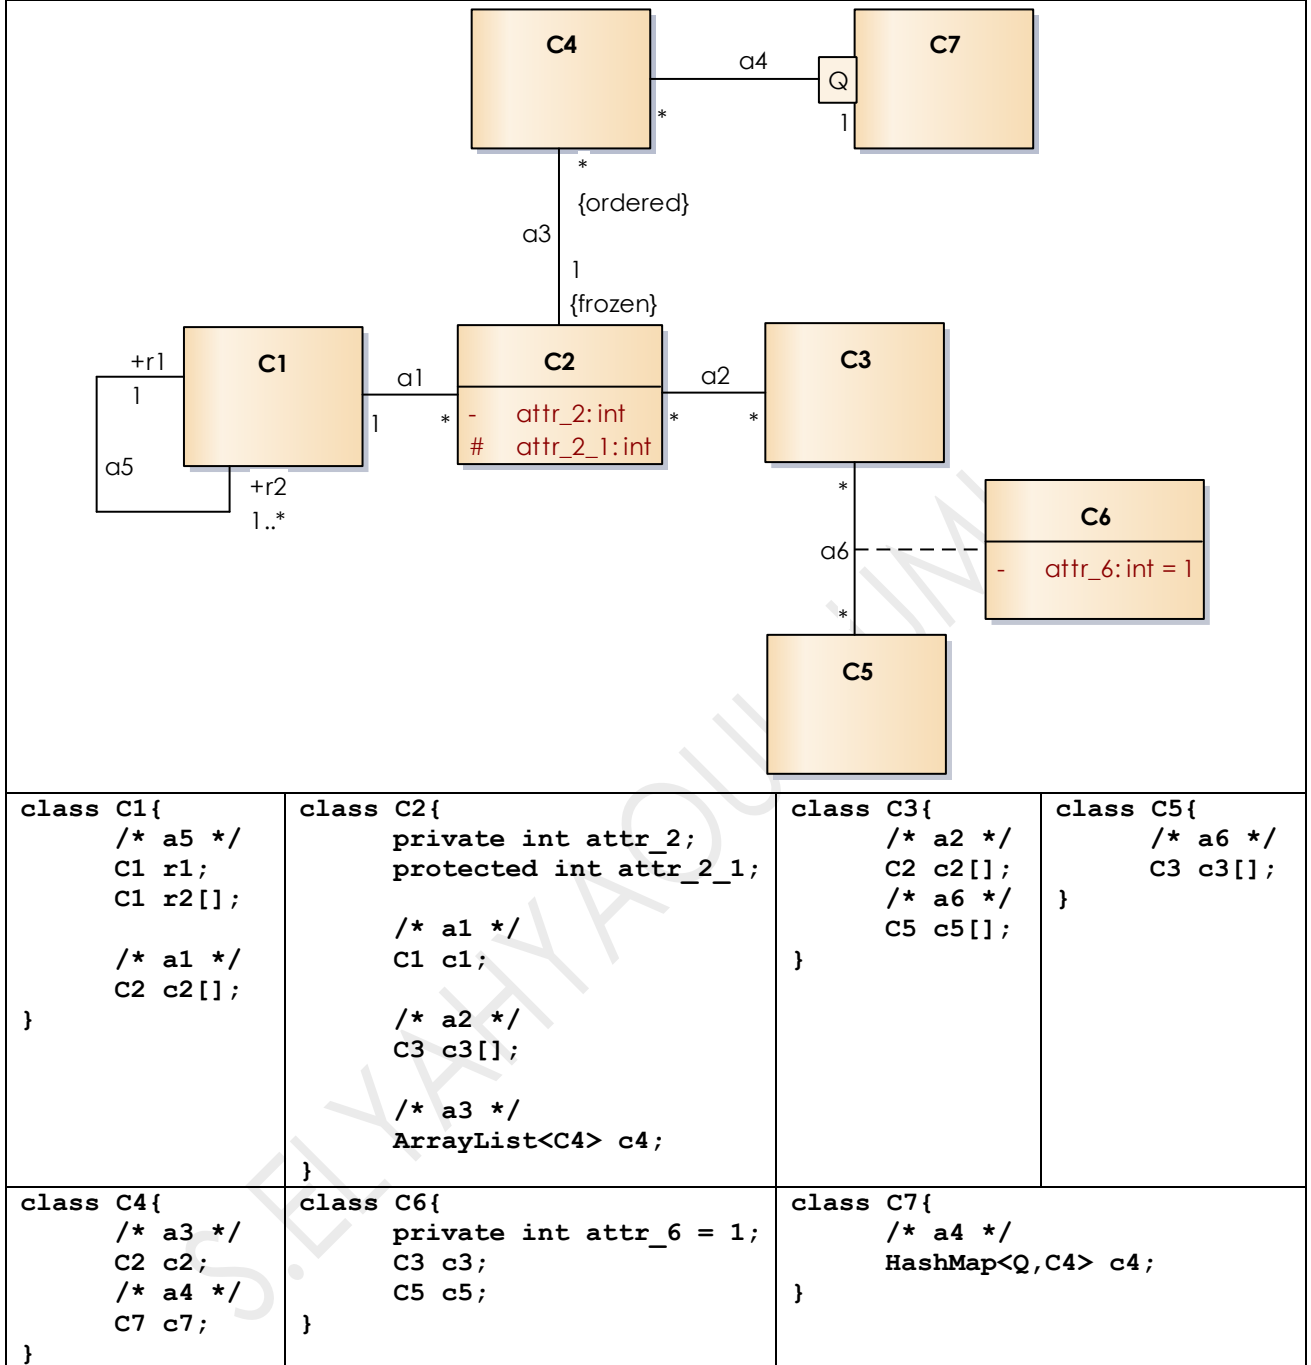 C4
C7
a4
Q
*
1
*
{ordered}
a3
1
{frozen}
+r1
C1
C2
C3
1
a1
a2
1
*
- attr_2: int
*
*
# attr_2_1: int
a5
+r2
1..*
*
C6
a6
- attr_6: int = 1
*
C5
class C1{
/* a5 */
C1 r1;
C1 r2[];
/* a1 */
C2 c2[];
}
class C2{
private int attr_2;
protected int attr_2_1;
/* a1 */
C1 c1;
/* a2 */
C3 c3[];
/* a3 */
ArrayList<C4> c4;
}
class C3{
/* a2 */
C2 c2[];
/* a6 */
C5 c5[];
}
class C5{
/* a6 */
C3 c3[];
}
class C4{
/* a3 */
C2 c2;
/* a4 */
C7 c7;
}
class C6{
private int attr_6 = 1;
C3 c3;
C5 c5;
}
class C7{
/* a4 */
HashMap<Q,C4> c4;
}